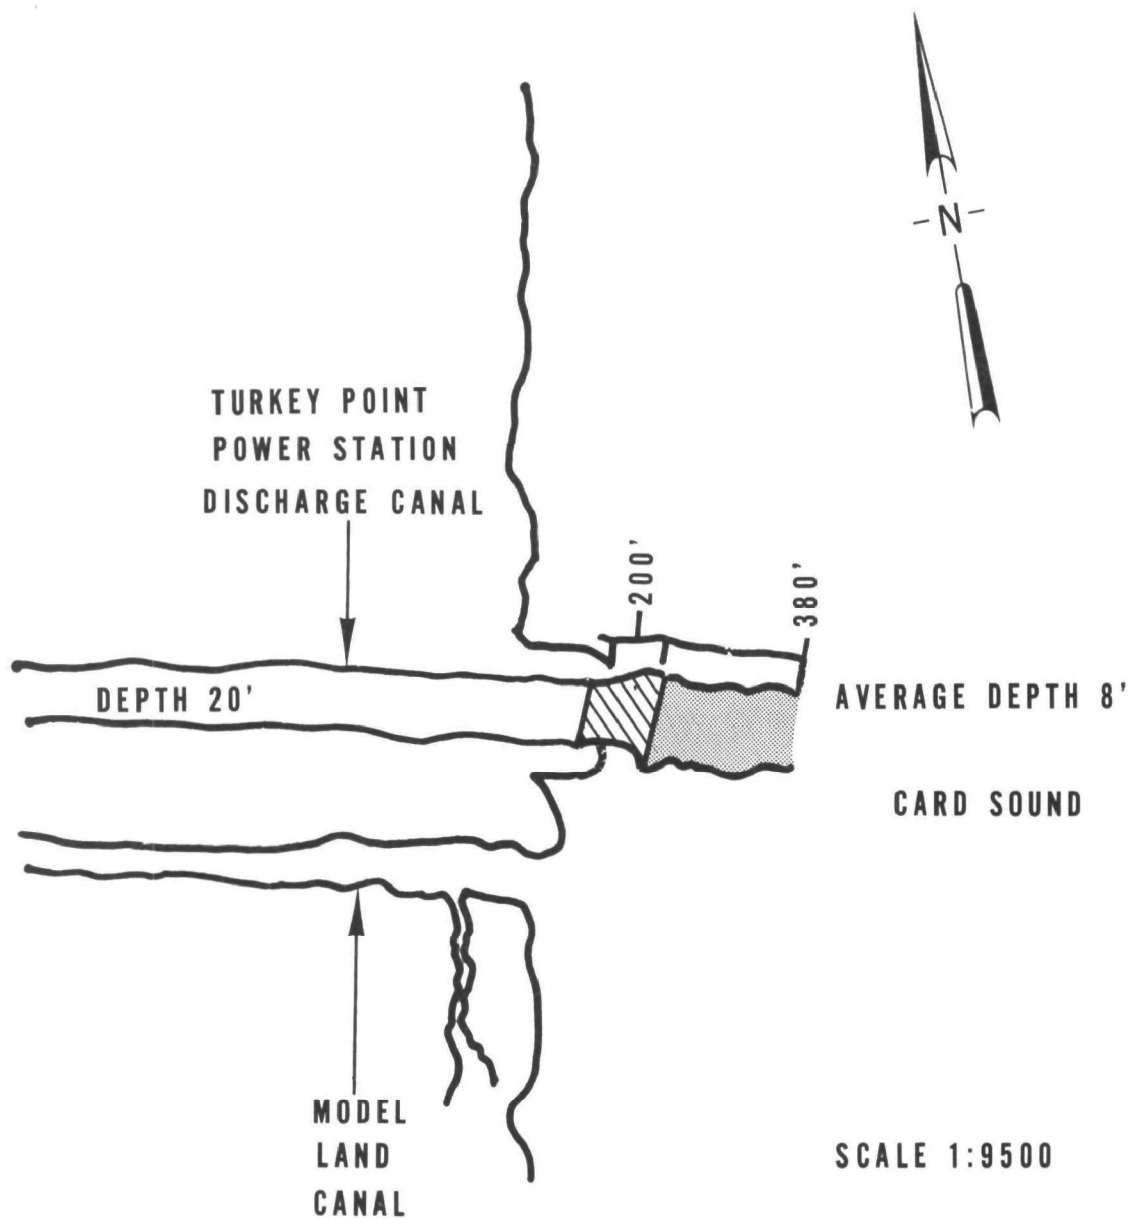 N
TURKEY POINT
POWER STATION
DISCHARGE CANAL
200'
380'
DEPTH 20'
AVERAGE DEPTH 8'
CARD SOUND
MODEL
LAND
CANAL
SCALE 1:9500